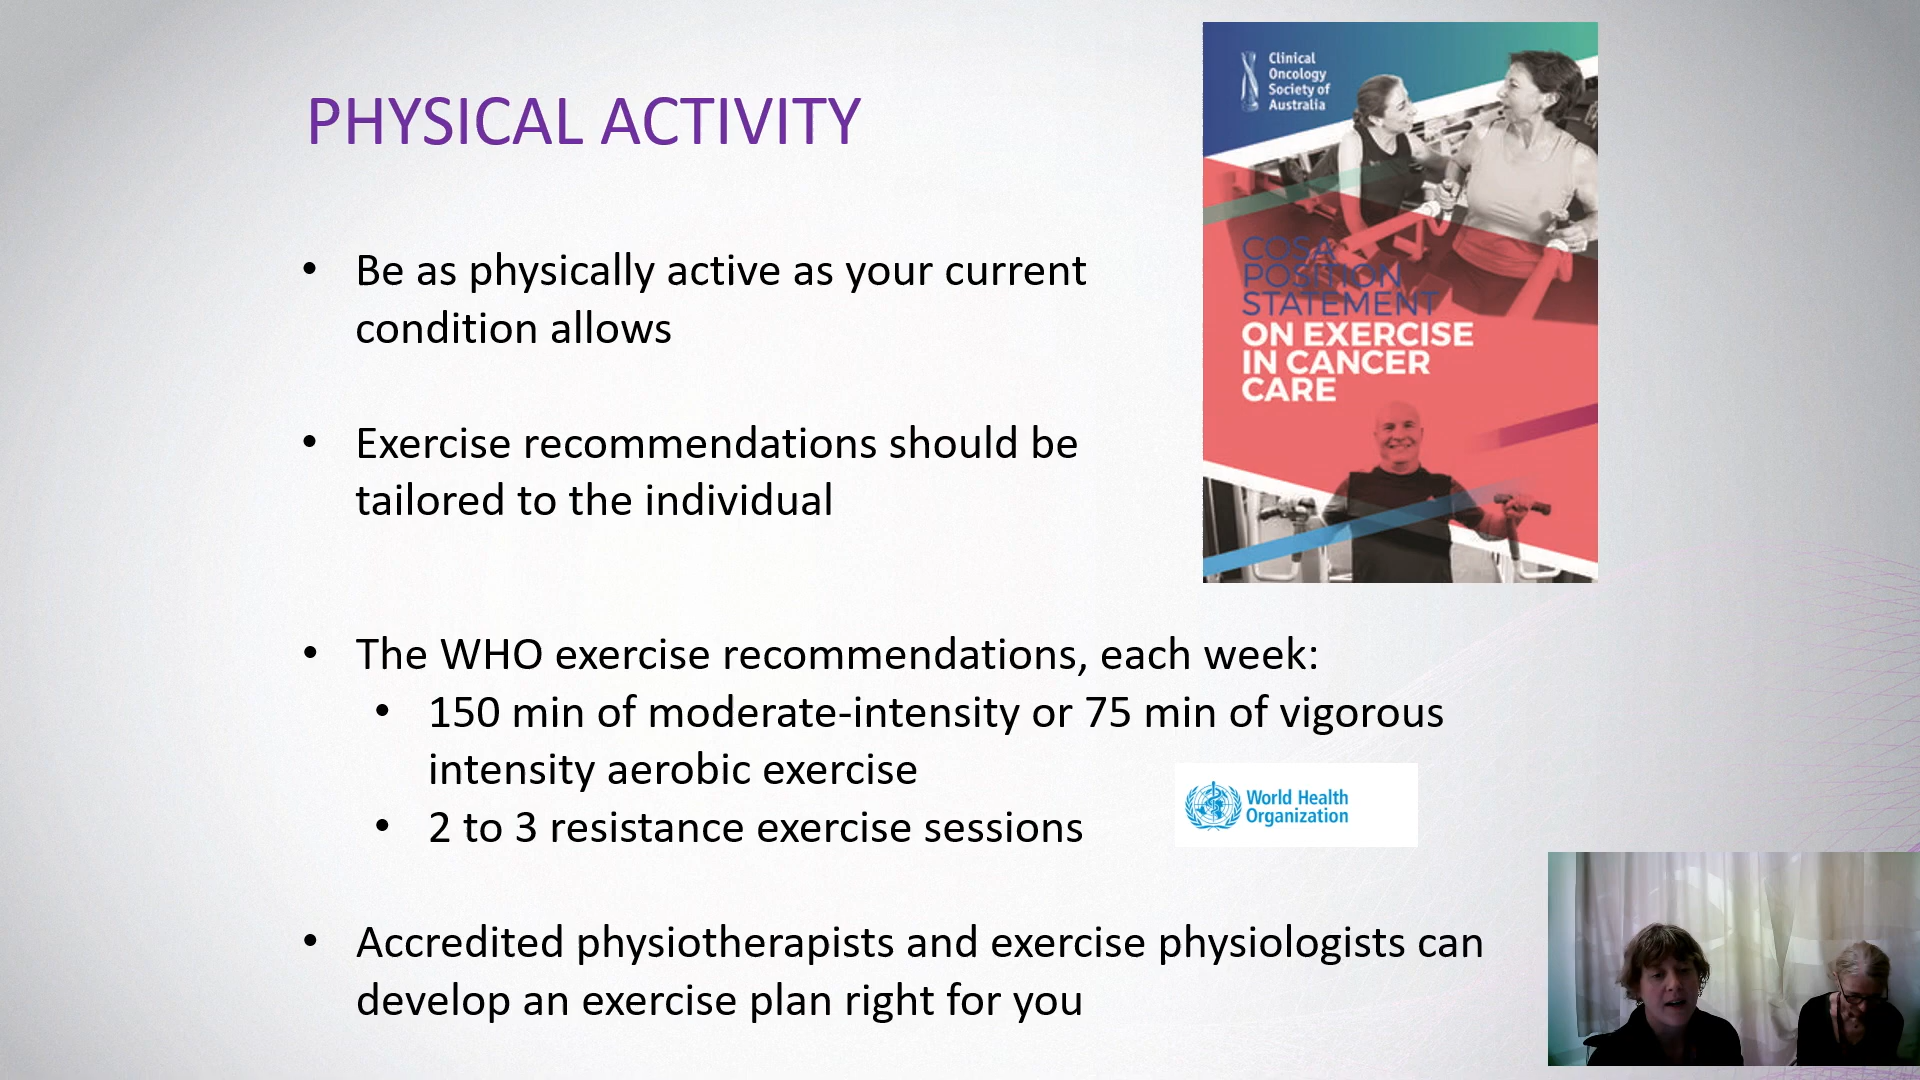 PHYSICAL ACTIVITY
• Be as physically active as your current
condition allows
• Exercise recommendations should be
tailored to the individual
• The WHO exercise recommendations, each week:
• 150 min of moderate-intensity or 75 min of vigorous
intensity aerobic exercise
• 2 to 3 resistance exercise sessions
• Accredited physiotherapists and exercise physiologists can
develop an exercise plan right for you
Clinical
Oncology
Society of
Australia
COSA
POSITION
STATEMENT
ON EXERCISE
IN CANCER
CARE
World Health
Organization